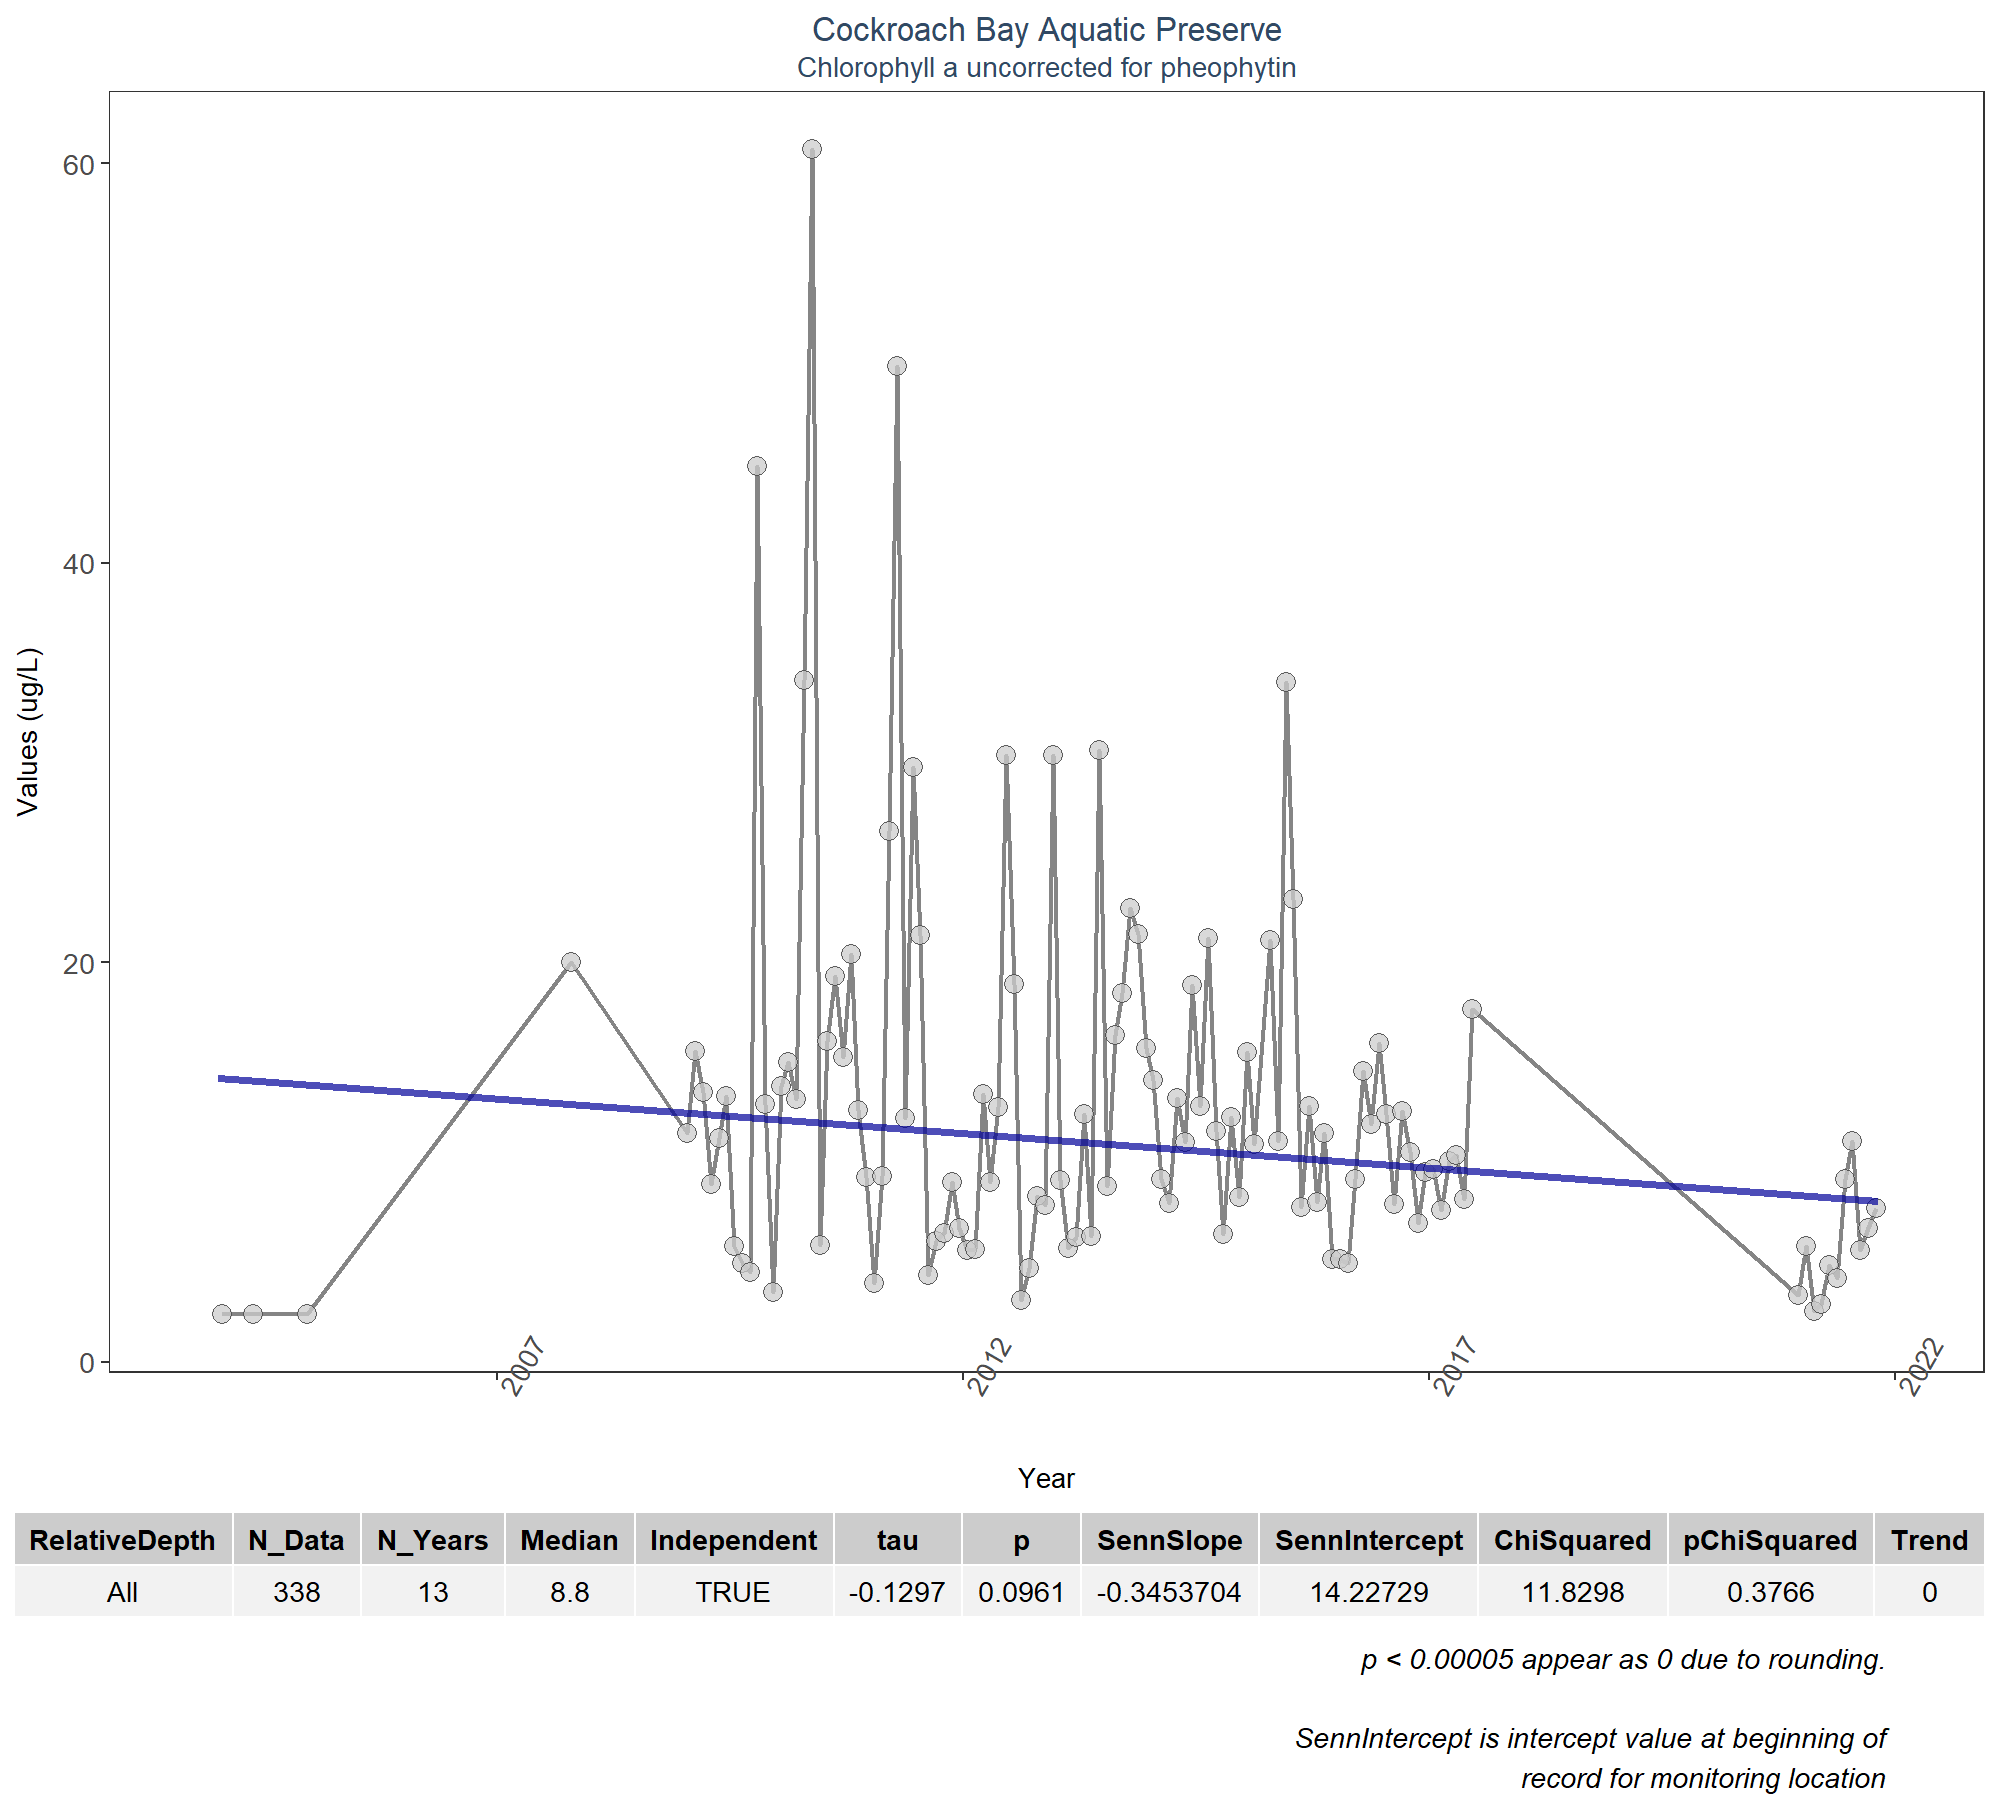 Cockroach Bay Aquatic Preserve
Chlorophyll a uncorrected for pheophytin
60
40
20
0
Values (ug/L)
2007
2012
2017
2022
Year
RelativeDepth N_Data N_Years Median Independent tau p SennSlope SennIntercept ChiSquared pChiSquared Trend
All 338 13 8.8 TRUE -0.1297 0.0961 -0.3453704 14.22729 11.8298 0.3766 0
p < 0.00005 appear as 0 due to rounding.
SennIntercept is intercept value at beginning of
record for monitoring location